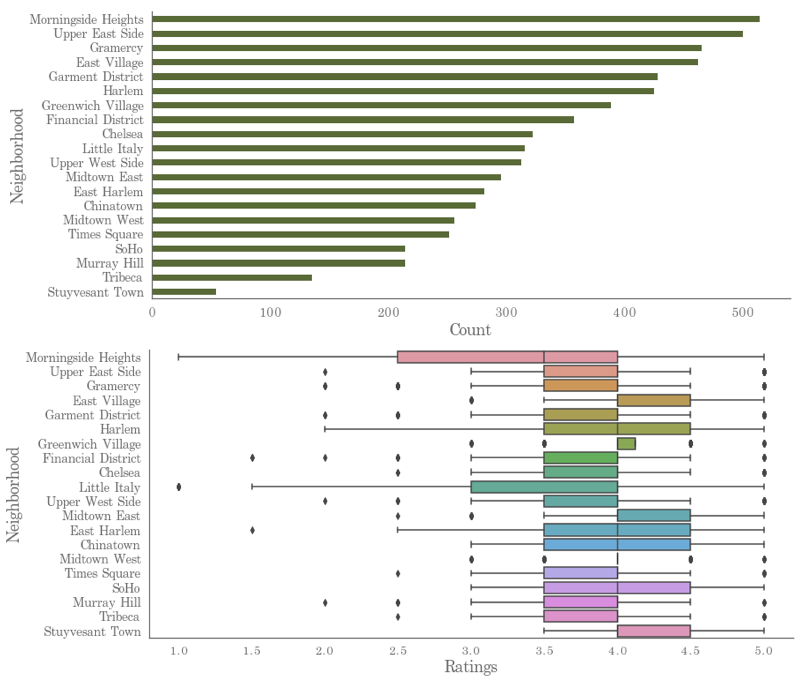 Morningside Heights
Upper East Side
Gramercy
East Village
Garment District
Harlem
Greenwich Village
Financial District
Chelsea
Little Italy
Upper West Side
Midtown East
East Harlem
Chinatown
Midtown West
Times Square
SoHo
Murray Hill
Tribeca
Stuyvesant Town
Neighborhood
0 100 200 300 400 500
Count
Morningside Heights
Upper East Side
Gramercy
East Village
Garment District
Harlem
Greenwich Village
Financial District
Chelsea
Little Italy
Upper West Side
Midtown East
East Harlem
Chinatown
Midtown West
Times Square
SoHo
Murray Hill
Tribeca
Stuyvesant Town
Neighborhood
1.0 1.5 2.0 2.5 3.0 3.5 4.0 4.5 5.0
Ratings